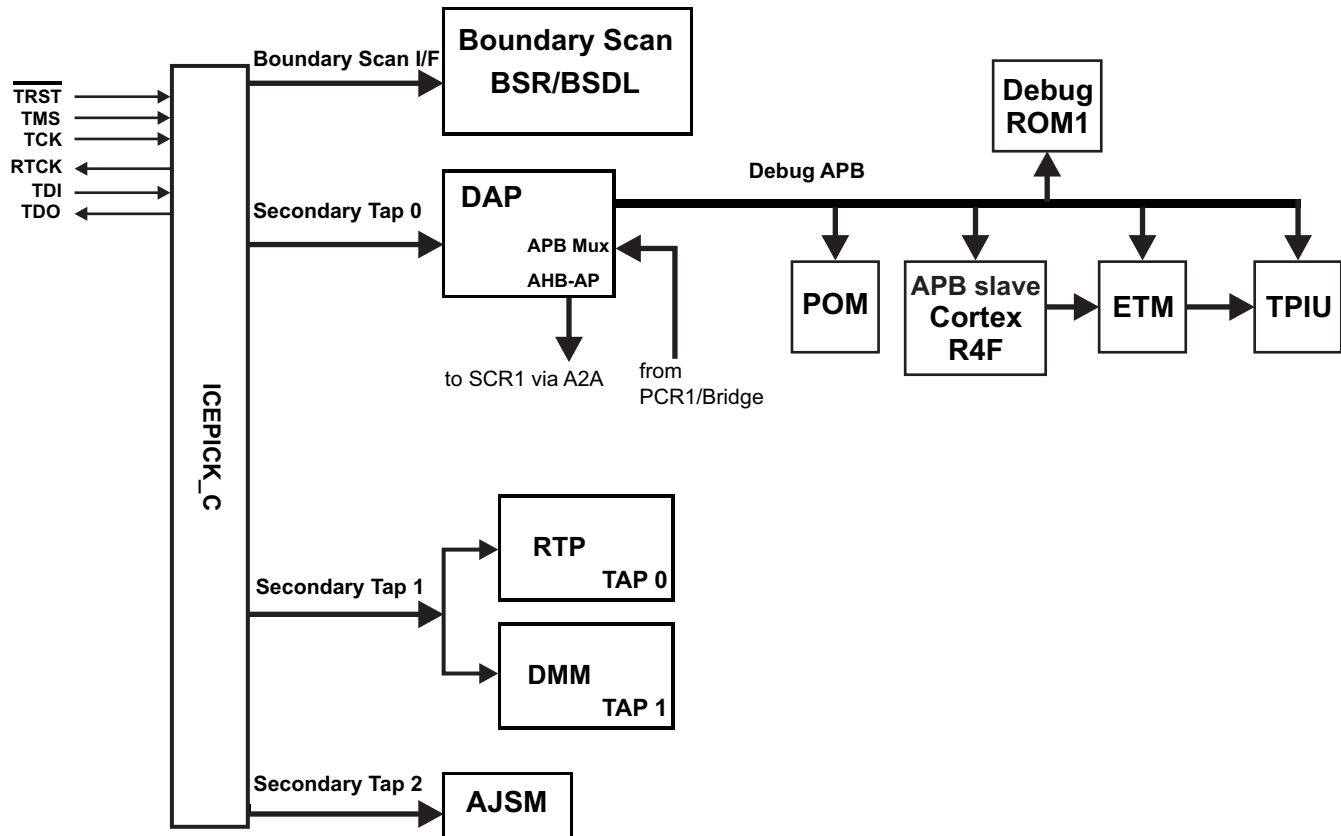 Boundary Scan I/F
Boundary Scan
BSR/BSDL
TRST
TMS
TCK
RTCK
TDI
TDO
ICEPICK_C
Secondary Tap 0
DAP
APB Mux
AHB-AP
to SCR1 via A2A
from
PCR1/Bridge
Debug APB
Debug
ROM1
POM
APB slave
Cortex
R4F
ETM
TPIU
Secondary Tap 1
RTP
TAP 0
DMM
TAP 1
Secondary Tap 2
AJSM